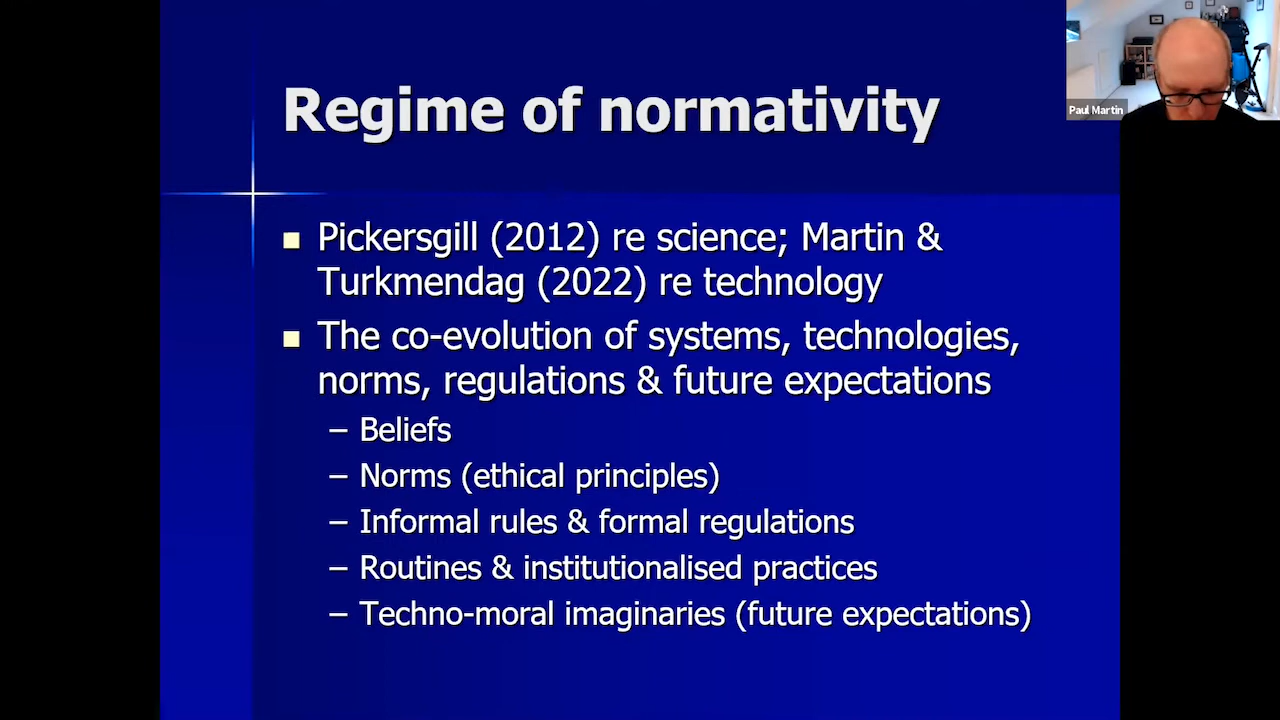 Regime of normativity
Paul Martin
Pickersgill (2012) re science; Martin &
Turkmendag (2022) re technology
The co-evolution of systems, technologies,
norms, regulations & future expectations
– Beliefs
– Norms (ethical principles)
– Informal rules & formal regulations
– Routines & institutionalised practices
– Techno-moral imaginaries (future expectations)